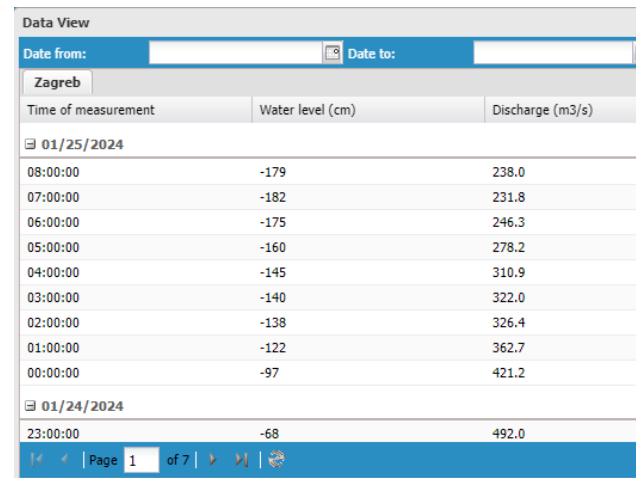 Data View
Date from: Date to:
Zagreb
Time of measurement Water level (cm) Discharge (m3/s)
01/25/2024
08:00:00 -179 238.0
07:00:00 -182 231.8
06:00:00 -175 246.3
05:00:00 -160 278.2
04:00:00 -145 310.9
03:00:00 -140 322.0
02:00:00 -138 326.4
01:00:00 -122 362.7
00:00:00 -97 421.2
01/24/2024
23:00:00 -68 492.0
Page 1 of 7